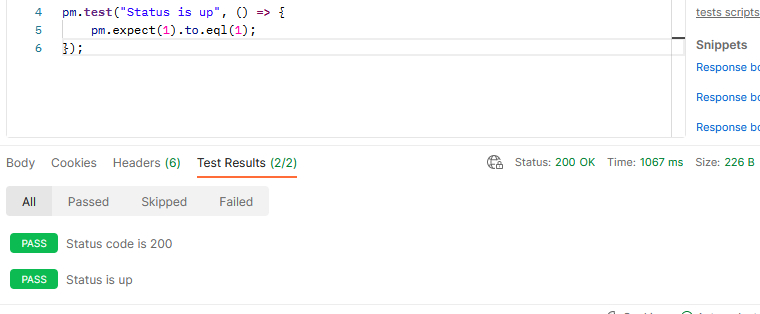 4 pm.test("Status is up", () => {
tests scripts
5 pm.expect(1).to.eql(1);
6 });
Snippets
Response bo
Response bo
Response bo
Body Cookies Headers (6) Test Results (2/2) Status: 200 OK Time: 1067 ms Size: 226 B
All Passed Skipped Failed
PASS Status code is 200
PASS Status is up